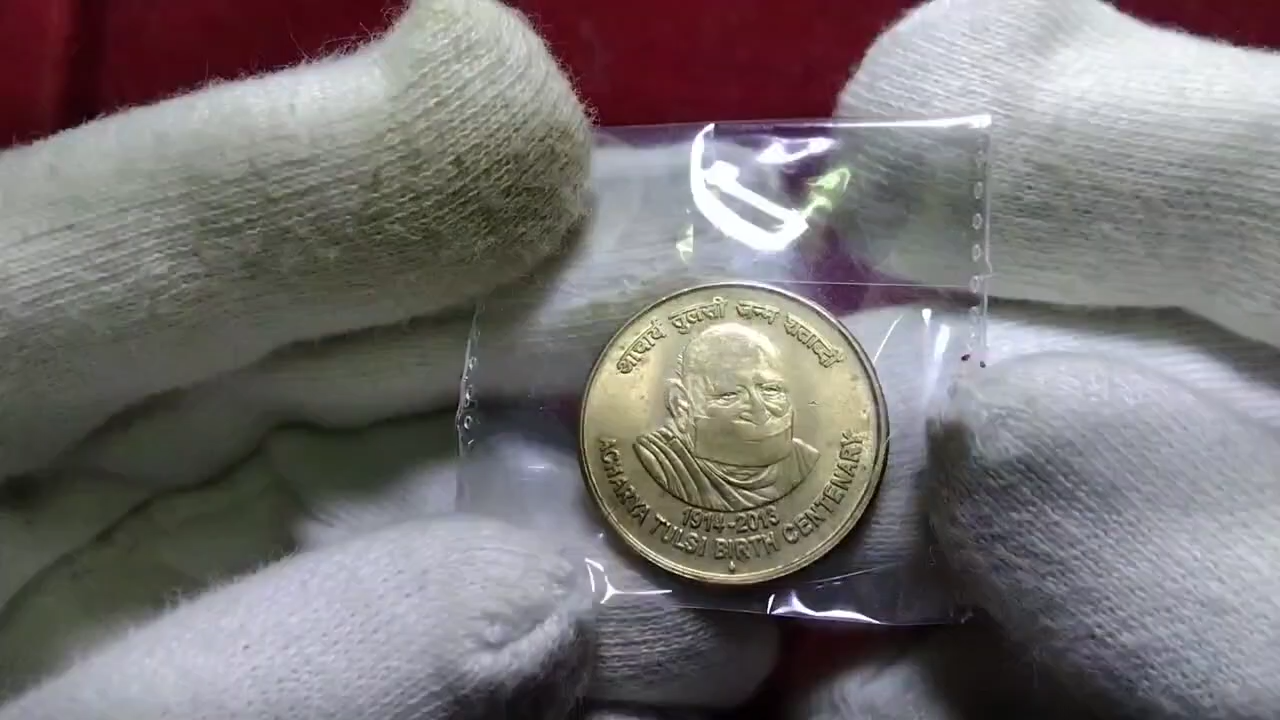 आचार्य तुलसी जन्म शताब्दी
1914-2013
ACHARYA TULSI BIRTH CENTENARY